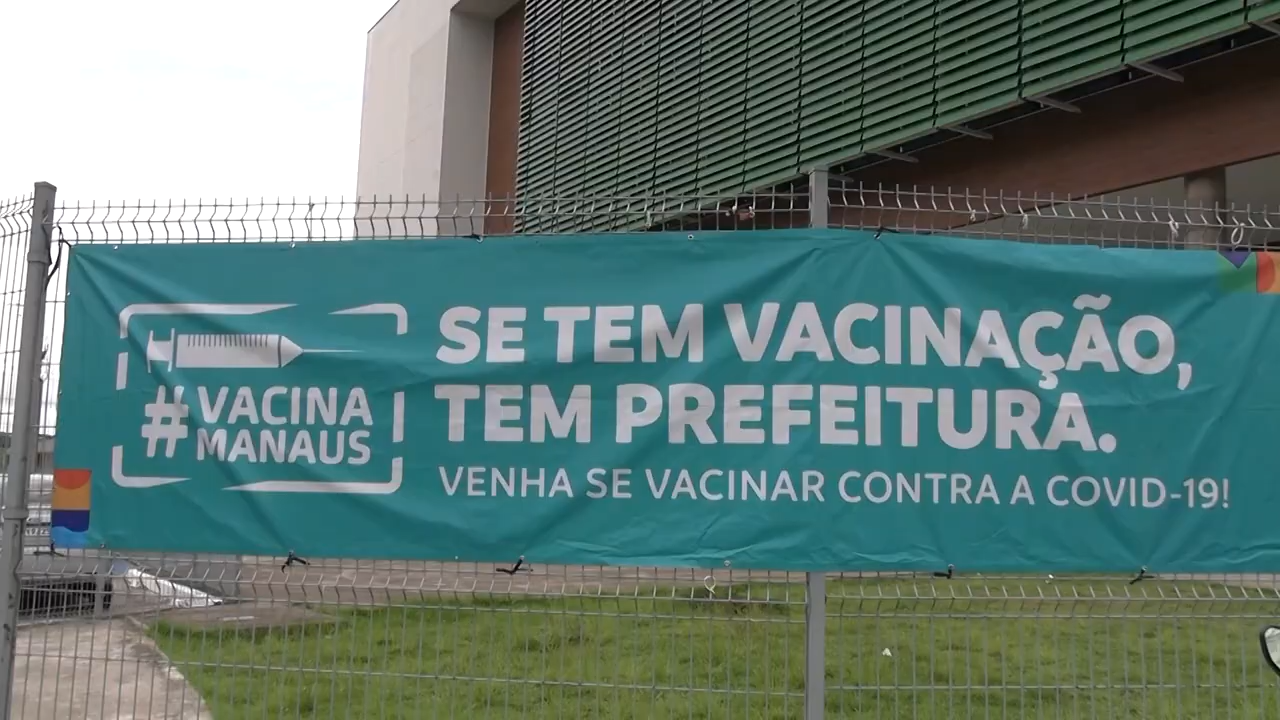 #VACINA
MANAUS
SE TEM VACINAÇÃO,
TEM PREFEITURA.
VENHA SE VACINAR CONTRA A COVID-19!